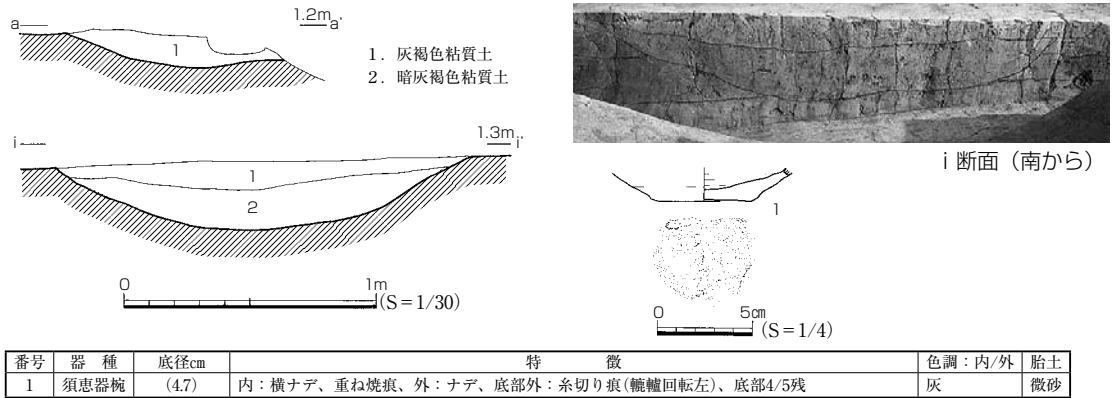 a 1.2m a'
1
1. 灰褐色粘質土
2. 暗灰褐色粘質土
i 1.3m i'
1
2
i 断面（南から）
1
0 1m
(S＝1/30)
0 5㎝
(S＝1/4)
番号 器 種 底径cm 特 徴 色調：内/外 胎土
1 須恵器椀 (4.7) 内：横ナデ、重ね焼痕、外：ナデ、底部外：糸切り痕(轆轤回転左)、底部4/5残 灰 微砂